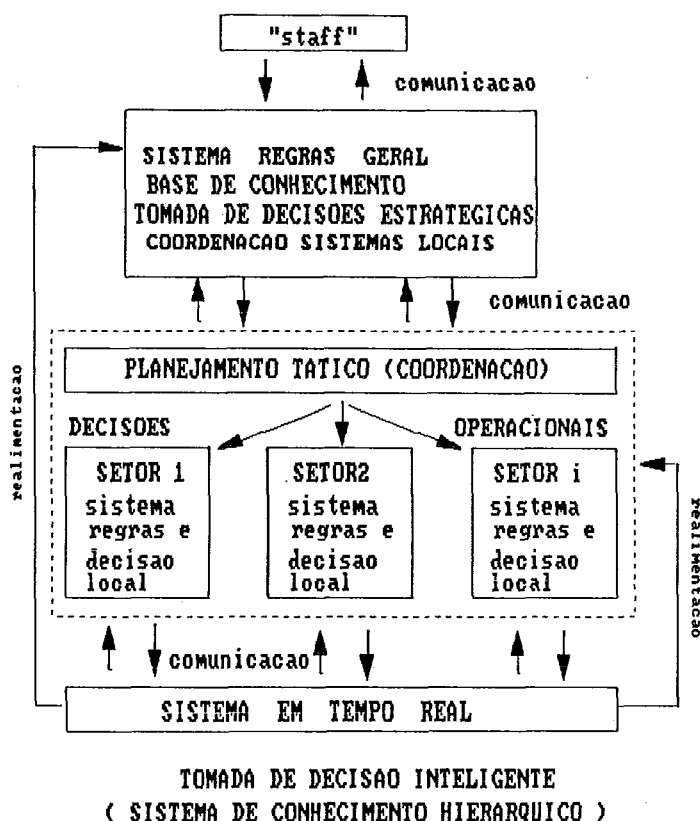 "staff"
comunicacao
SISTEMA REGRAS GERAL
BASE DE CONHECIMENTO
TOMADA DE DECISOES ESTRATEGICAS
COORDENACAO SISTEMAS LOCAIS
comunicacao
realimentacao
PLANEJAMENTO TATICO (COORDENACAO)
DECISOES
OPERACIONAIS
SETOR 1
sistema
regras e
decisao
local
SETOR2
sistema
regras e
decisao
local
SETOR i
sistema
regras e
decisao
local
realimentacao
comunicacao
SISTEMA EM TEMPO REAL
TOMADA DE DECISAO INTELIGENTE
( SISTEMA DE CONHECIMENTO HIERARQUICO )